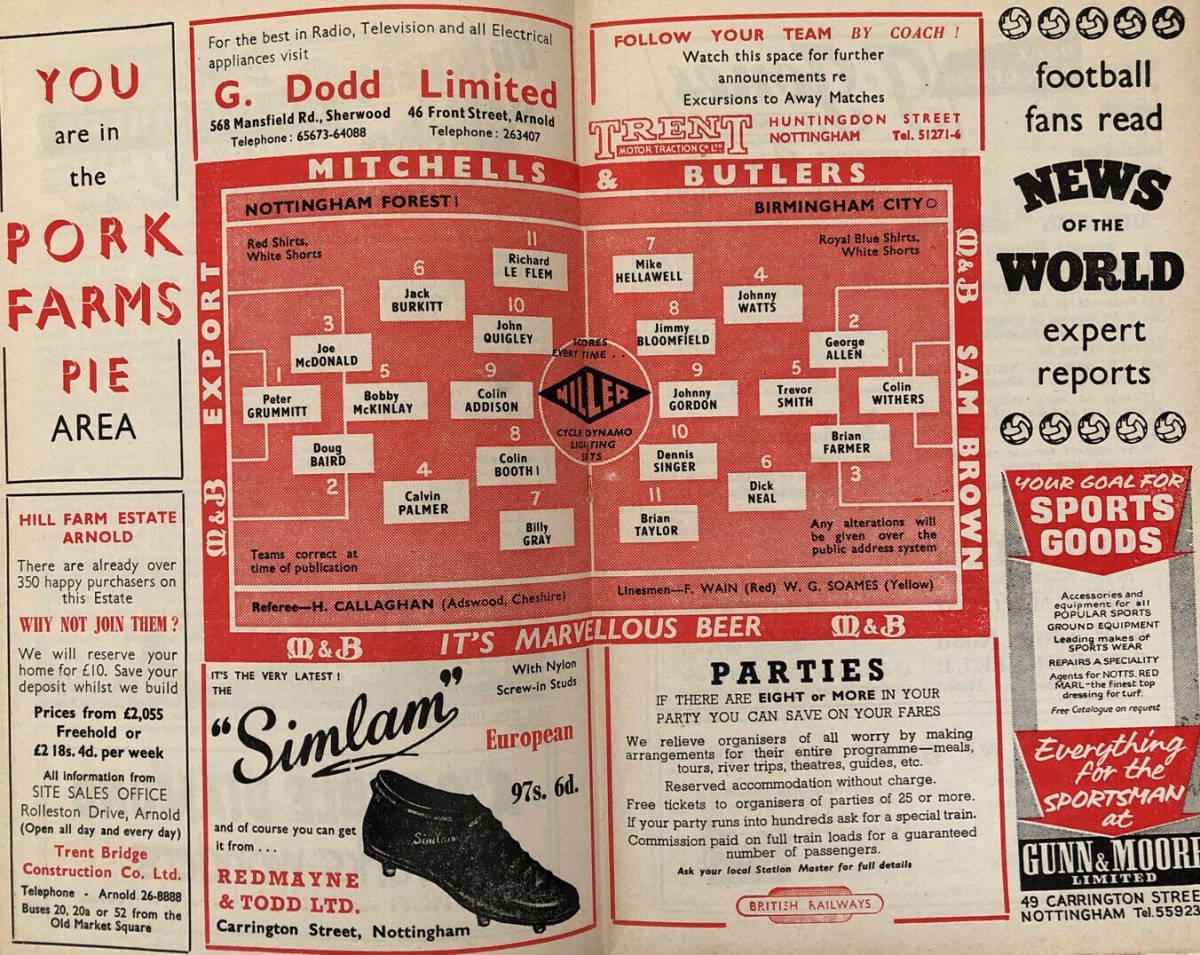 YOU
are in
the
PORK
FARMS
PIE
AREA
HILL FARM ESTATE
ARNOLD
There are already over
350 happy purchasers on
this Estate
WHY NOT JOIN THEM ?
We will reserve your
home for £10. Save your
deposit whilst we build
Prices from £2,055
Freehold or
£2 18s. 4d. per week
All information from
SITE SALES OFFICE
Rolleston Drive, Arnold
(Open all day and every day)
Trent Bridge
Construction Co. Ltd.
Telephone - Arnold 26-8888
Buses 20, 20a or 52 from the
Old Market Square
For the best in Radio, Television and all Electrical
appliances visit
G. Dodd Limited
568 Mansfield Rd., Sherwood 46 Front Street, Arnold
Telephone : 65673-64088 Telephone : 263407
FOLLOW YOUR TEAM BY COACH !
Watch this space for further
announcements re
Excursions to Away Matches
TRENT
MOTOR TRACTION Co. LTD.
HUNTINGDON STREET
NOTTINGHAM Tel. 51271-6
MITCHELLS & BUTLERS
M&B EXPORT
M&B SAM BROWN
NOTTINGHAM FOREST 1
BIRMINGHAM CITY 0
Red Shirts,
White Shorts
Royal Blue Shirts,
White Shorts
11
Richard
LE FLEM
6
Jack
BURKITT
10
John
QUIGLEY
3
Joe
McDONALD
1
Peter
GRUMMITT
5
Bobby
McKINLAY
9
Colin
ADDISON
Doug
BAIRD
2
8
Colin
BOOTH 1
4
Calvin
PALMER
7
Billy
GRAY
SCORES
EVERY TIME . .
MILLER
CYCLE DYNAMO
LIGHTING
SETS
7
Mike
HELLAWELL
4
Johnny
WATTS
8
Jimmy
BLOOMFIELD
2
George
ALLEN
9
Johnny
GORDON
5
Trevor
SMITH
1
Colin
WITHERS
10
Dennis
SINGER
Brian
FARMER
3
6
Dick
NEAL
11
Brian
TAYLOR
Teams correct at
time of publication
Any alterations will
be given over the
public address system
Referee—H. CALLAGHAN (Adswood, Cheshire)
Linesmen—F. WAIN (Red) W. G. SOAMES (Yellow)
M&B IT'S MARVELLOUS BEER M&B
IT'S THE VERY LATEST !
THE
"Simlam"
With Nylon
Screw-in Studs
European
97s. 6d.
Simlam
and of course you can get
it from . . .
REDMAYNE
& TODD LTD.
Carrington Street, Nottingham
PARTIES
IF THERE ARE EIGHT or MORE IN YOUR
PARTY YOU CAN SAVE ON YOUR FARES
We relieve organisers of all worry by making
arrangements for their entire programme—meals,
tours, river trips, theatres, guides, etc.
Reserved accommodation without charge.
Free tickets to organisers of parties of 25 or more.
If your party runs into hundreds ask for a special train.
Commission paid on full train loads for a guaranteed
number of passengers.
Ask your local Station Master for full details
BRITISH RAILWAYS
football
fans read
NEWS
OF THE
WORLD
expert
reports
YOUR GOAL FOR
SPORTS
GOODS
Accessories and
equipment for all
POPULAR SPORTS
GROUND EQUIPMENT
Leading makes of
SPORTS WEAR
REPAIRS A SPECIALITY
Agents for NOTTS. RED
MARL-the finest top
dressing for turf.
Free Catalogue on request
Everything
for the
SPORTSMAN
at
GUNN & MOORE
LIMITED
49 CARRINGTON STREE
NOTTINGHAM Tel. 55923